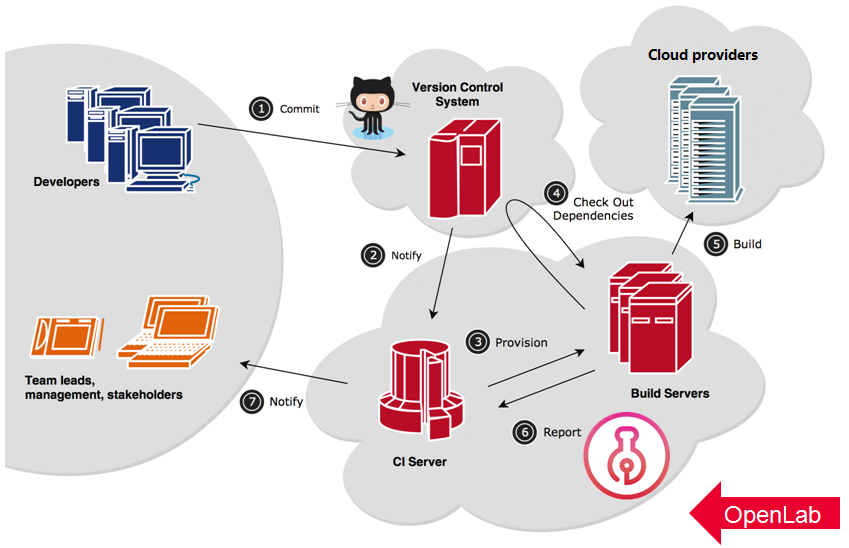 Cloud providers
Version Control
System
1 Commit
Developers
4 Check Out
Dependencies
2 Notify
5 Build
3 Provision
Team leads,
management, stakeholders
Build Servers
7 Notify
6 Report
CI Server
OpenLab